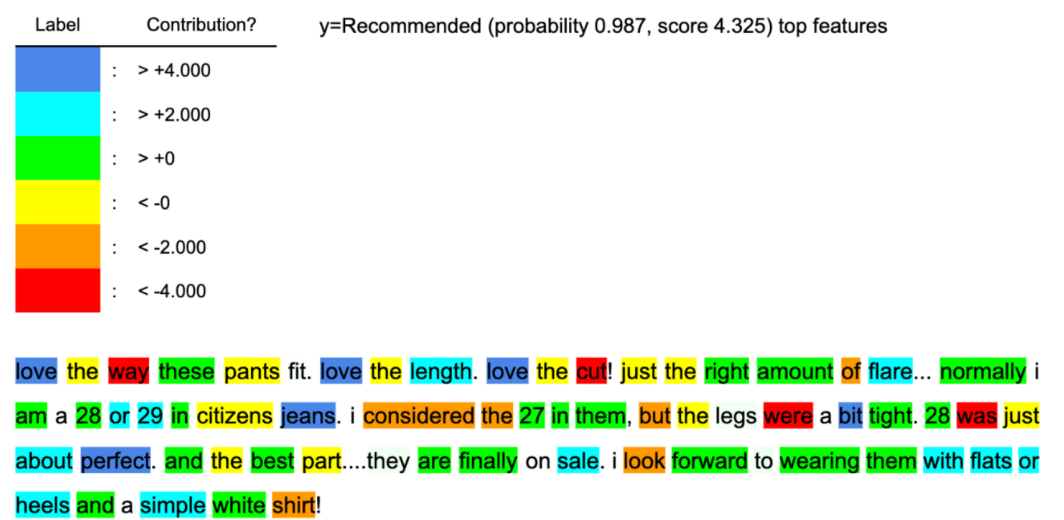 Label Contribution? y=Recommended (probability 0.987, score 4.325) top features
: > +4.000
: > +2.000
: > +0
: < -0
: < -2.000
: < -4.000
love the way these pants fit. love the length. love the cut! just the right amount of flare... normally i
am a 28 or 29 in citizens jeans. i considered the 27 in them, but the legs were a bit tight. 28 was just
about perfect. and the best part....they are finally on sale. i look forward to wearing them with flats or
heels and a simple white shirt!